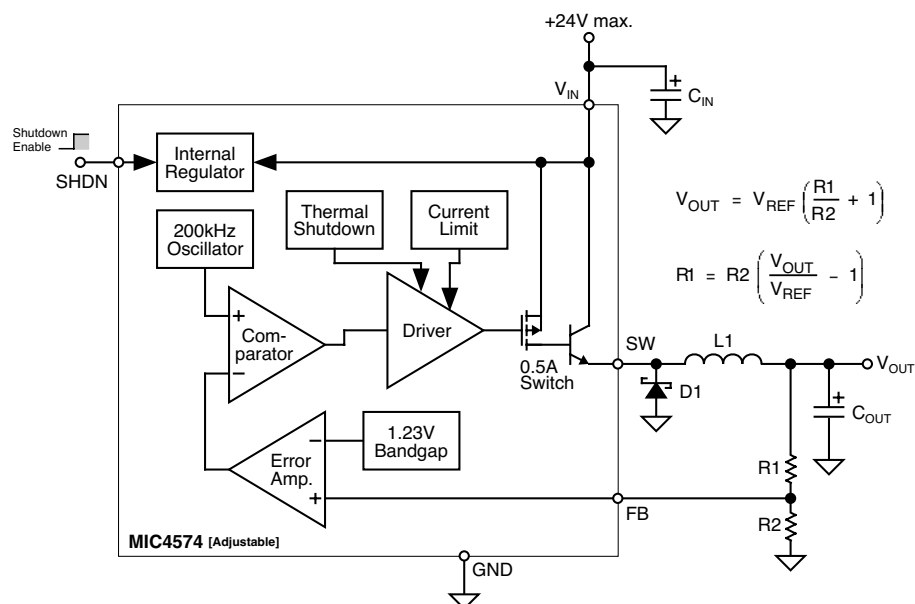 +24V max.
V_IN
C_IN
Shutdown
Enable
SHDN
Internal
Regulator
200kHz
Oscillator
Thermal
Shutdown
Current
Limit
V_OUT = V_REF (R1/R2 + 1)
R1 = R2 (V_OUT/V_REF − 1)
+
Com-
parator
−
Driver
0.5A
Switch
SW
L1
V_OUT
D1
+
C_OUT
1.23V
Bandgap
−
Error
Amp.
+
R1
FB
R2
MIC4574 [Adjustable]
GND
+